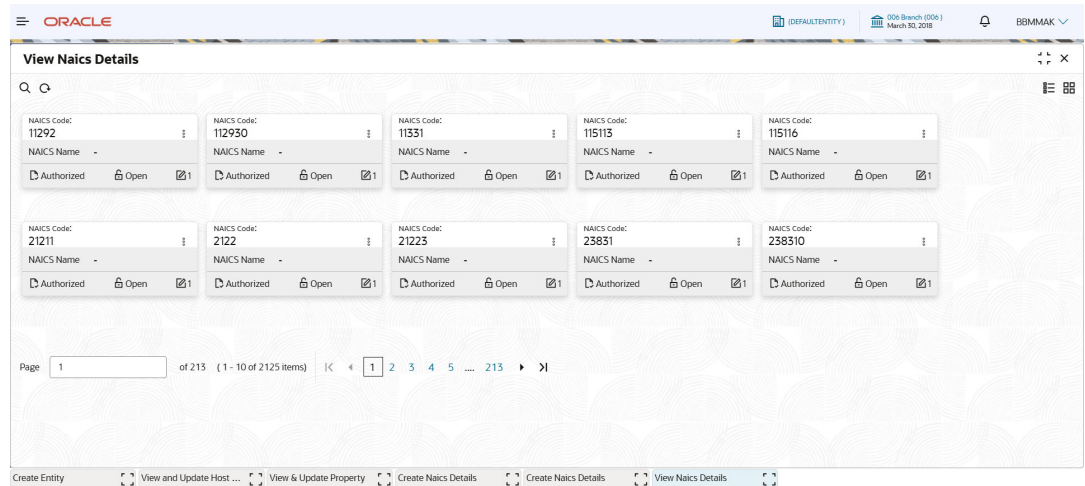 ORACLE (DEFAULTENTITY) 006 Branch (006) BBMMAK
March 30, 2018
View Naics Details
NAICS Code: NAICS Code: NAICS Code: NAICS Code: NAICS Code:
11292 112930 11331 115113 115116
NAICS Name - NAICS Name - NAICS Name - NAICS Name - NAICS Name -
Authorized Open 1 Authorized Open 1 Authorized Open 1 Authorized Open 1 Authorized Open 1
NAICS Code: NAICS Code: NAICS Code: NAICS Code: NAICS Code:
21211 2122 21223 23831 238310
NAICS Name - NAICS Name - NAICS Name - NAICS Name - NAICS Name -
Authorized Open 1 Authorized Open 1 Authorized Open 1 Authorized Open 1 Authorized Open 1
Page 1 of 213 (1 - 10 of 2125 items) 1 2 3 4 5 .... 213
Create Entity View and Update Host ... View & Update Property Create Naics Details Create Naics Details View Naics Details